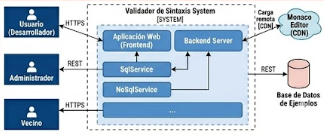 Usuario
(Desarrollador)
HTTPS
Validador de Sintaxis System
[SYSTEM]
Aplicación Web
(Frontend)
Backend Server
Carga
remota
(CDN)
Monaco
Editor
(CDN)
Administrador
REST
SqlService
REST
NoSqlService
Base de Datos
de Ejemplos
Vecino
HTTPS
...